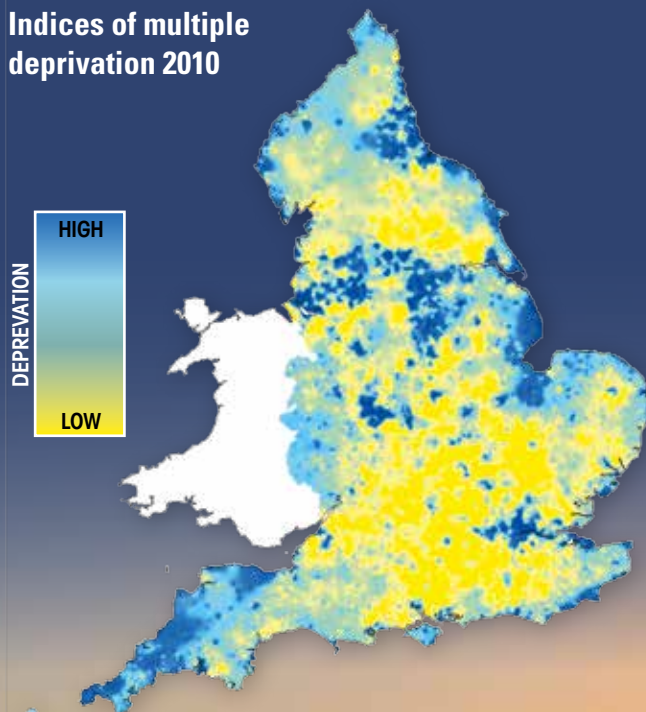 Indices of multiple
deprivation 2010
HIGH
DEPREVATION
LOW